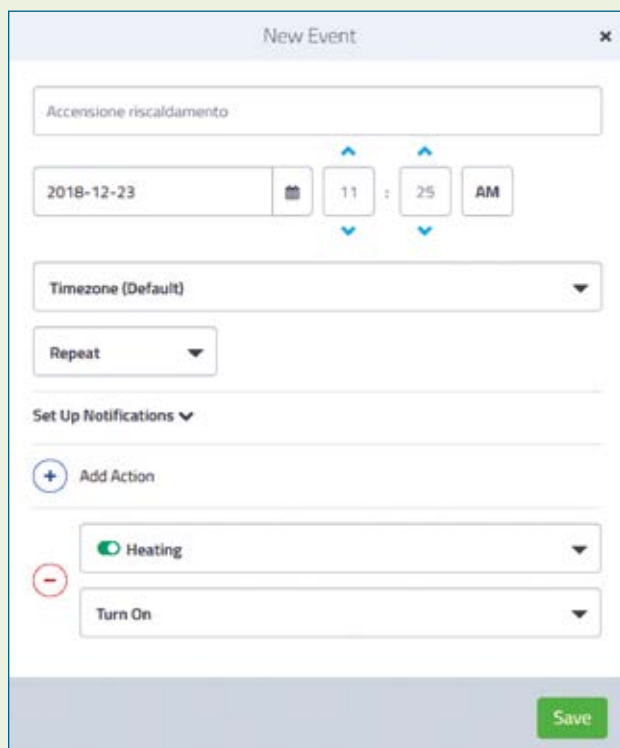 New Event ×
Accensione riscaldamento
2018-12-23 11 : 25 AM
Timezone (Default)
Repeat
Set Up Notifications
+ Add Action
Heating
Turn On
Save